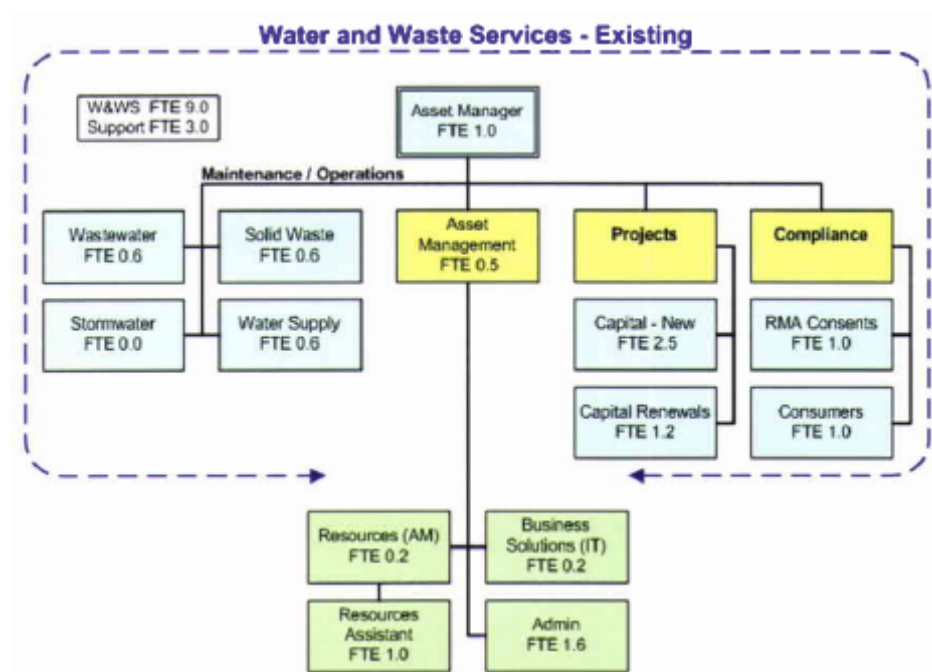 Water and Waste Services - Existing
W&WS FTE 9.0
Support FTE 3.0
Asset Manager
FTE 1.0
Maintenance / Operations
Wastewater
FTE 0.6
Solid Waste
FTE 0.6
Asset
Management
FTE 0.5
Projects
Compliance
Stormwater
FTE 0.0
Water Supply
FTE 0.6
Capital - New
FTE 2.5
RMA Consents
FTE 1.0
Capital Renewals
FTE 1.2
Consumers
FTE 1.0
Resources (AM)
FTE 0.2
Business
Solutions (IT)
FTE 0.2
Resources
Assistant
FTE 1.0
Admin
FTE 1.6